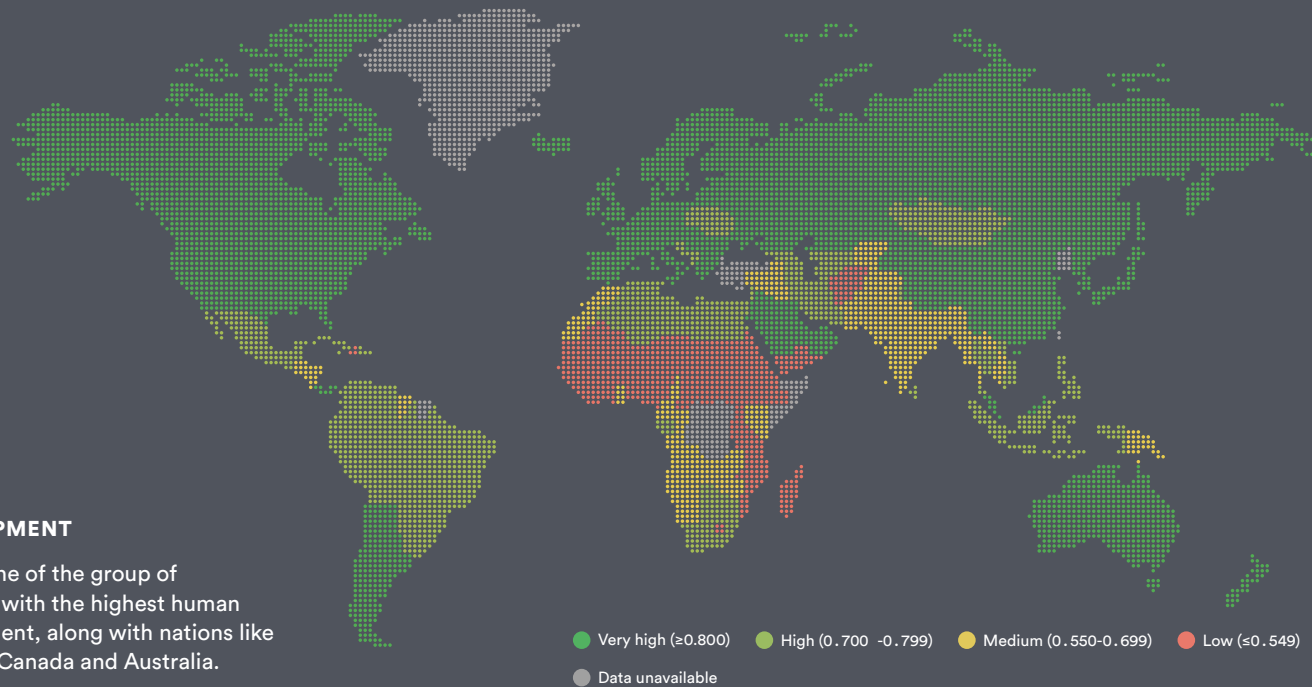 PMENT
ne of the group of
with the highest human
ent, along with nations like
Canada and Australia.
Very high (≥0.800)
High (0.700 -0.799)
Medium (0.550-0.699)
Low (≤0.549)
Data unavailable